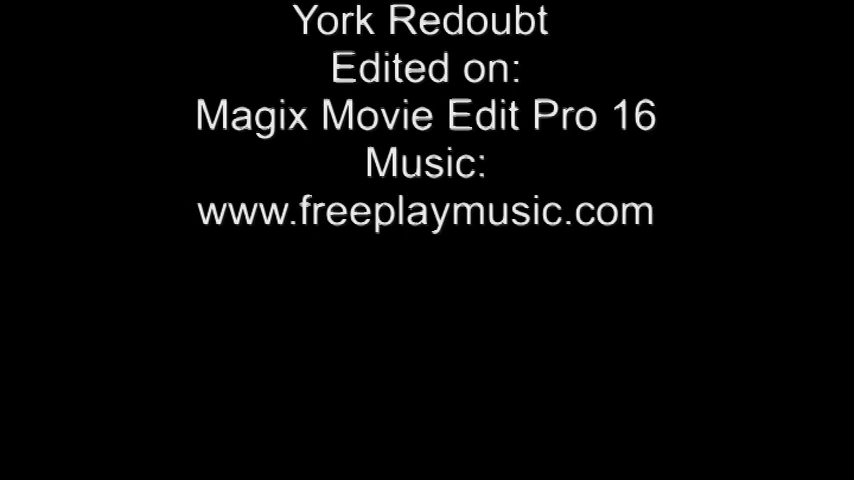 York Redoubt
Edited on:
Magix Movie Edit Pro 16
Music:
www.freeplaymusic.com